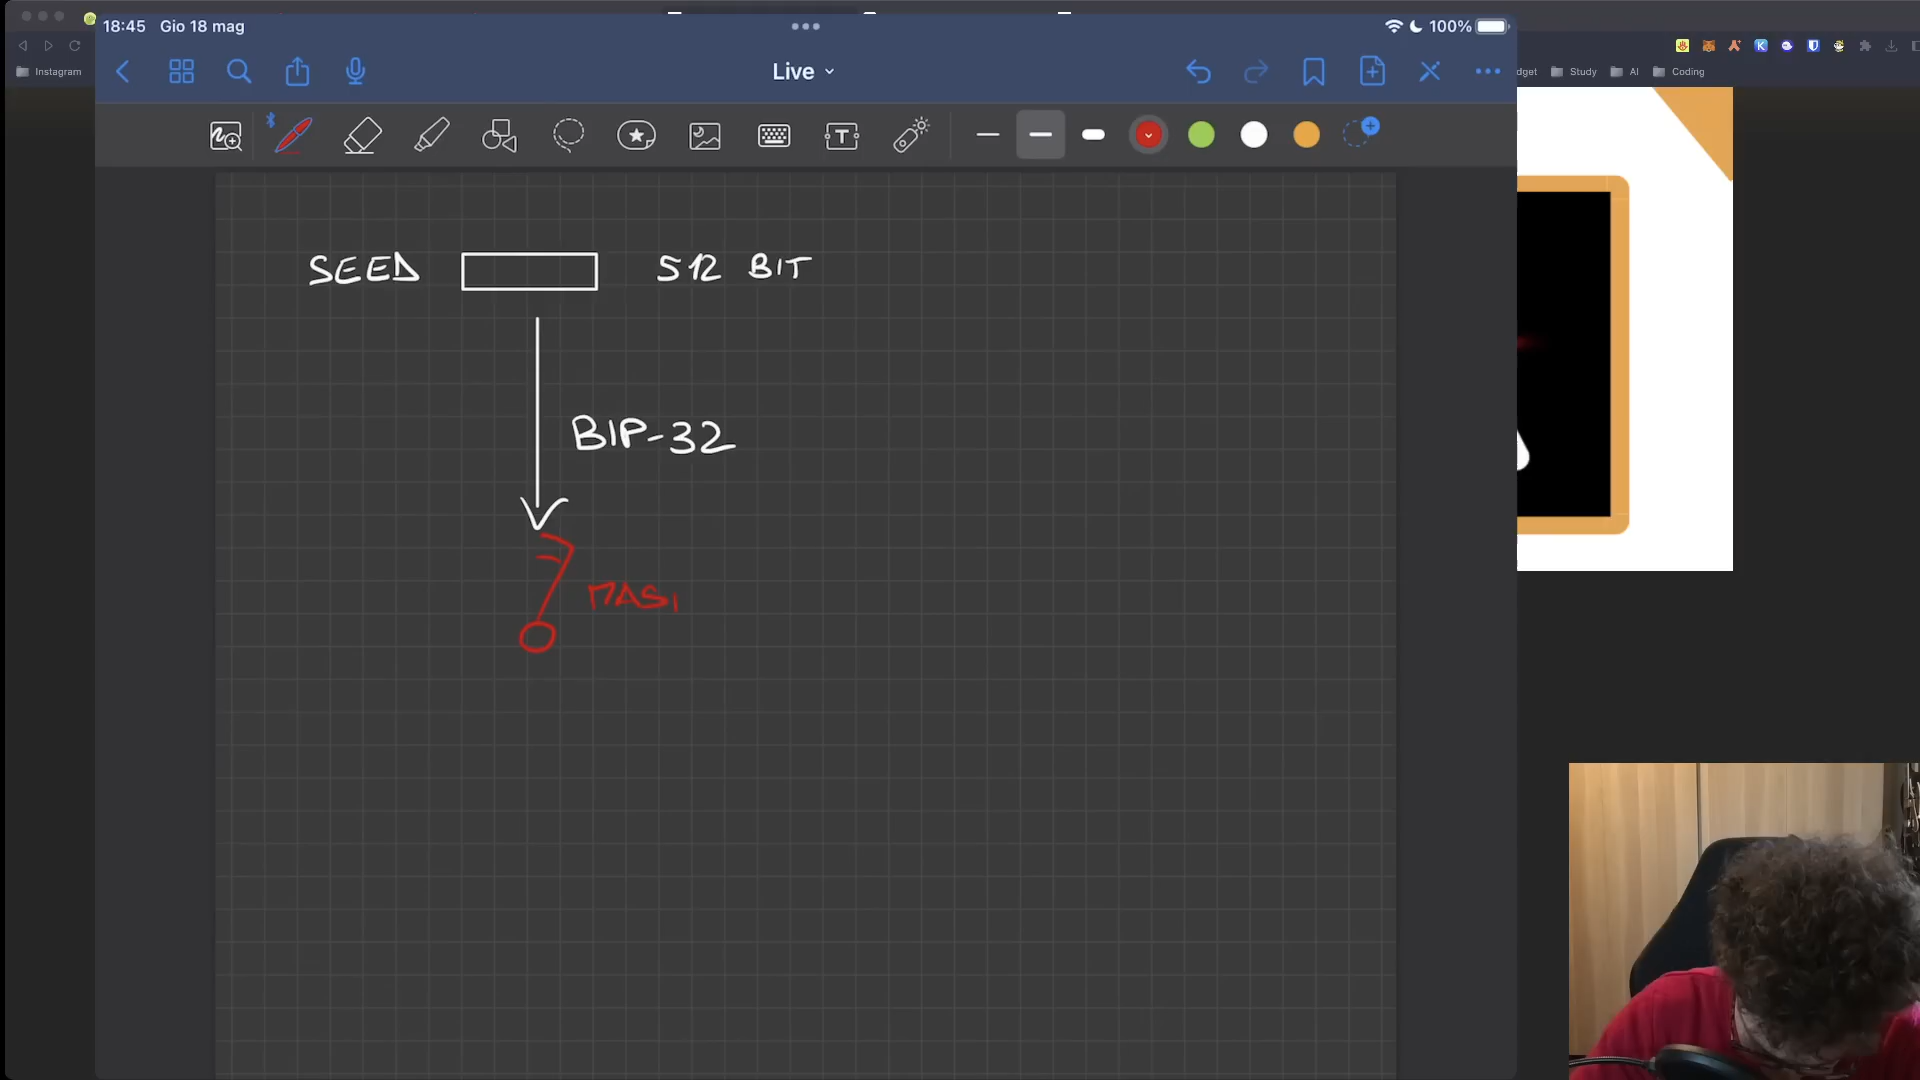 18:45 Gio 18 mag
100%
Live
Instagram
dget Study AI Coding
SEED 512 BIT
BIP-32
MAS